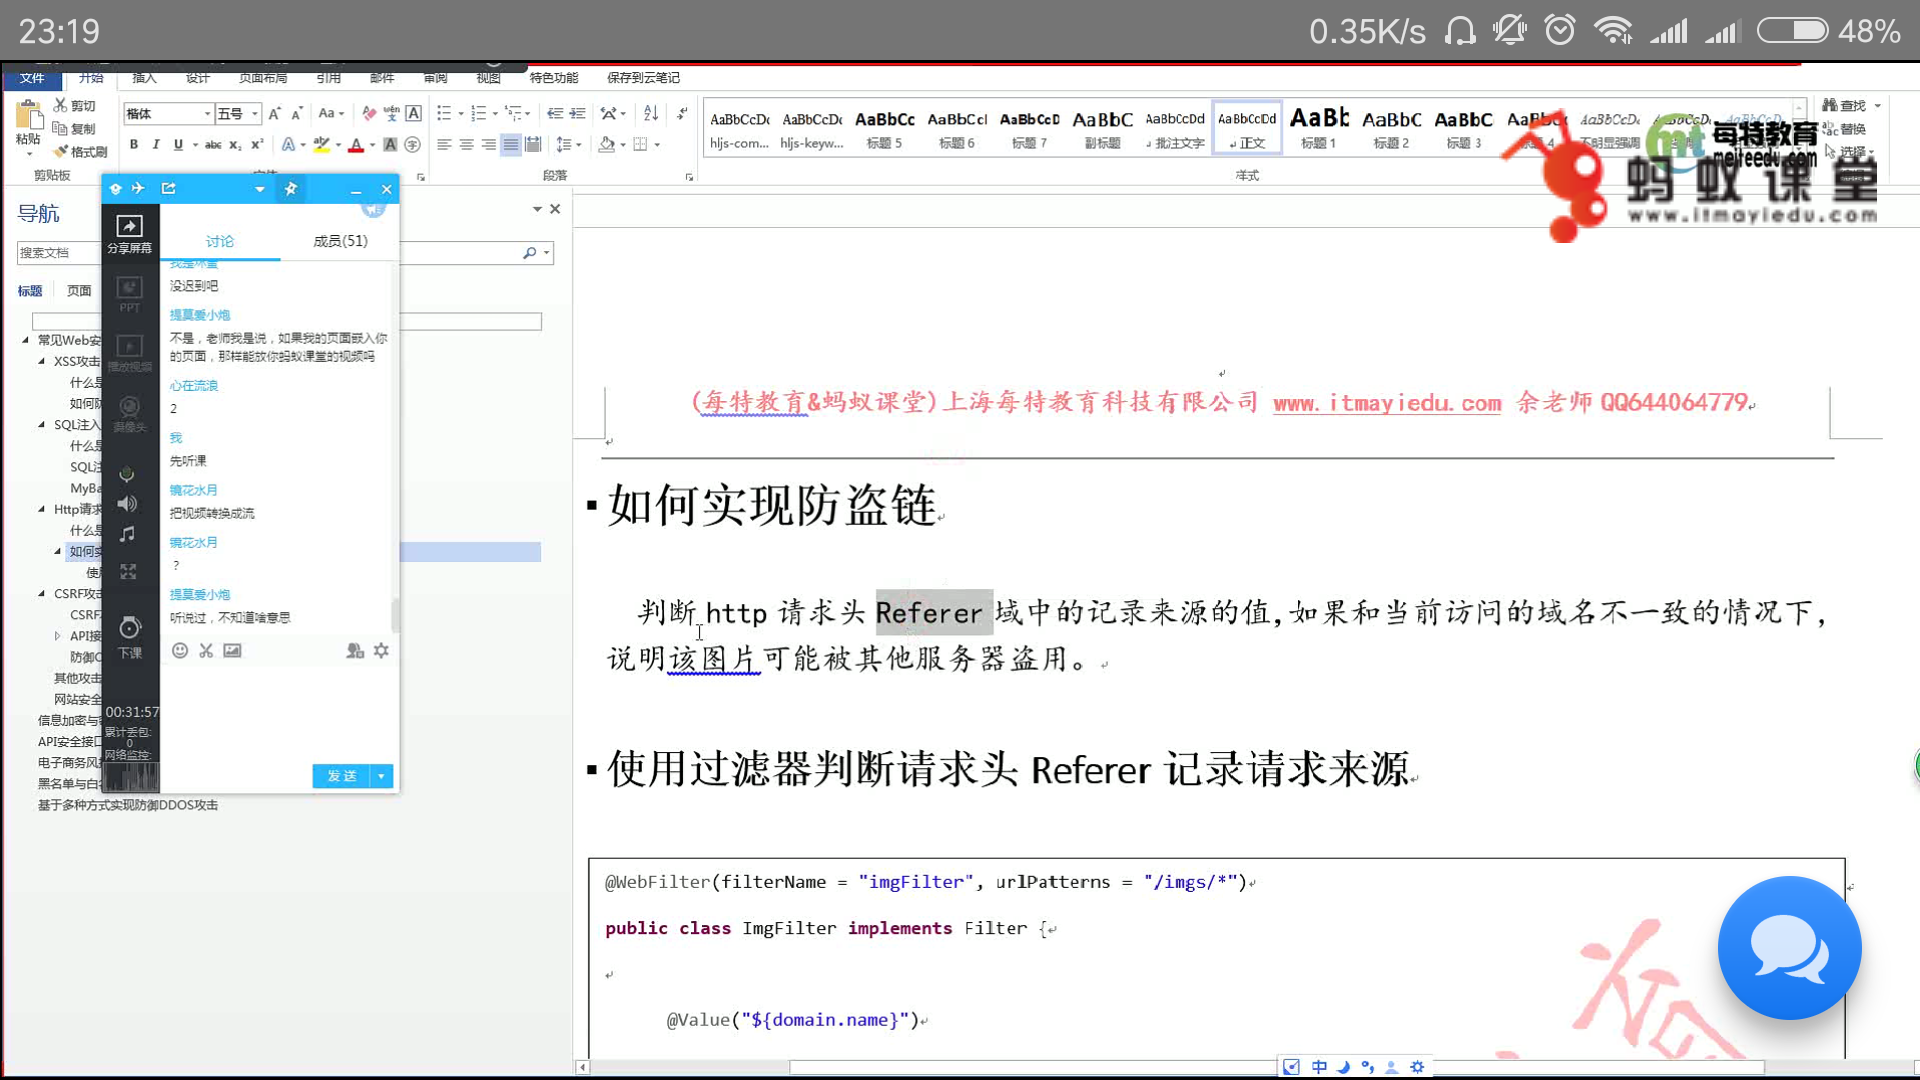 23:19
0.35K/s
48%
文件 开始 插入 设计 页面布局 引用 邮件 审阅 视图 特色功能 保存到云笔记
粘贴
剪切
复制
格式刷
剪贴板
楷体
五号
段落
AaBbCcDc AaBbCcDc AaBbCc AaBbCcI AaBbCcD AaBbC AaBbCcDd AaBbCcDd AaBb AaBbC AaBbC
hljs-com... hljs-keyw... 标题 5 标题 6 标题 7 副标题 批注文字 正文 标题 1 标题 2 标题 3
样式
查找
替换
选择
每特教育
meiteedu.com
蚂蚁课堂
www.itmayiedu.com
导航
搜索文档
标题 页面
常见Web安
XSS攻击
什么是
如何防
SQL注入
什么是
SQL注
MyBa
Http请求
什么是
如何实
使用
CSRF攻击
CSRF
API接
防御C
其他攻击
网站安全
信息加密与
API安全接口
电子商务风
黑名单与白
基于多种方式实现防御DDOS攻击
分享屏幕
PPT
播放视频
摄像头
下课
00:31:57
累计丢包:
0
网络监控:
讨论 成员(51)
没迟到吧
提莫爱小炮
不是，老师我是说，如果我的页面嵌入你
的页面，那样能放你蚂蚁课堂的视频吗
心在流浪
2
我
先听课
镜花水月
把视频转换成流
镜花水月
？
提莫爱小炮
听说过，不知道啥意思
发送
(每特教育&蚂蚁课堂)上海每特教育科技有限公司 www.itmayiedu.com 余老师 QQ644064779
如何实现防盗链
判断 http 请求头 Referer 域中的记录来源的值,如果和当前访问的域名不一致的情况下,
说明该图片可能被其他服务器盗用。
使用过滤器判断请求头 Referer 记录请求来源
@WebFilter(filterName = "imgFilter", urlPatterns = "/imgs/*")
public class ImgFilter implements Filter {
@Value("${domain.name}")
中